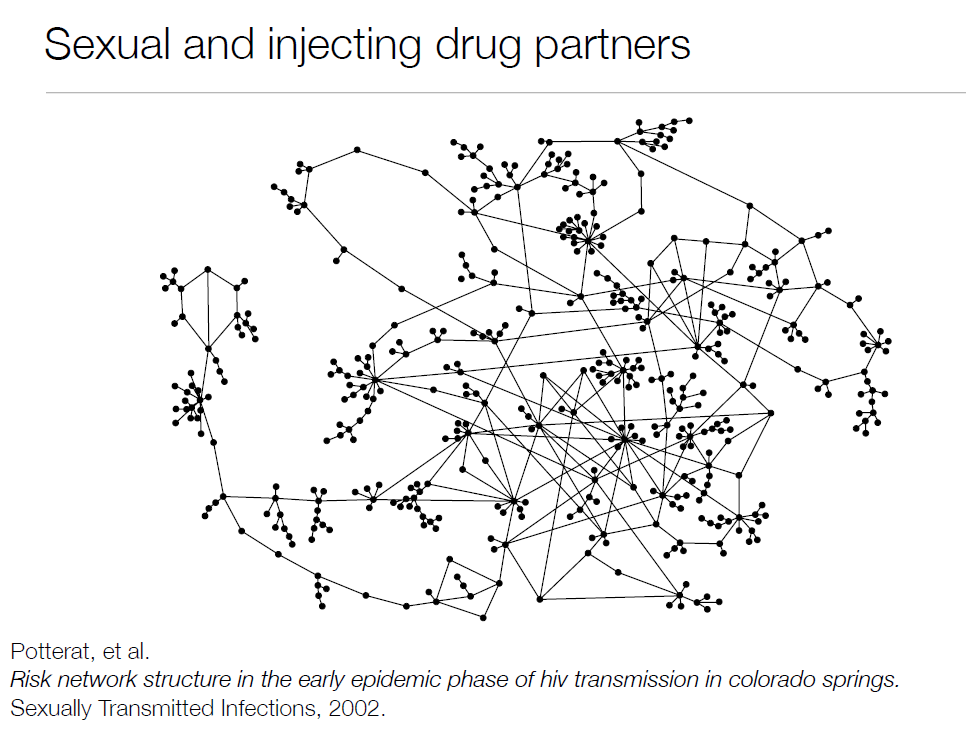 Sexual and injecting drug partners
Potterat, et al.
Risk network structure in the early epidemic phase of hiv transmission in colorado springs.
Sexually Transmitted Infections, 2002.